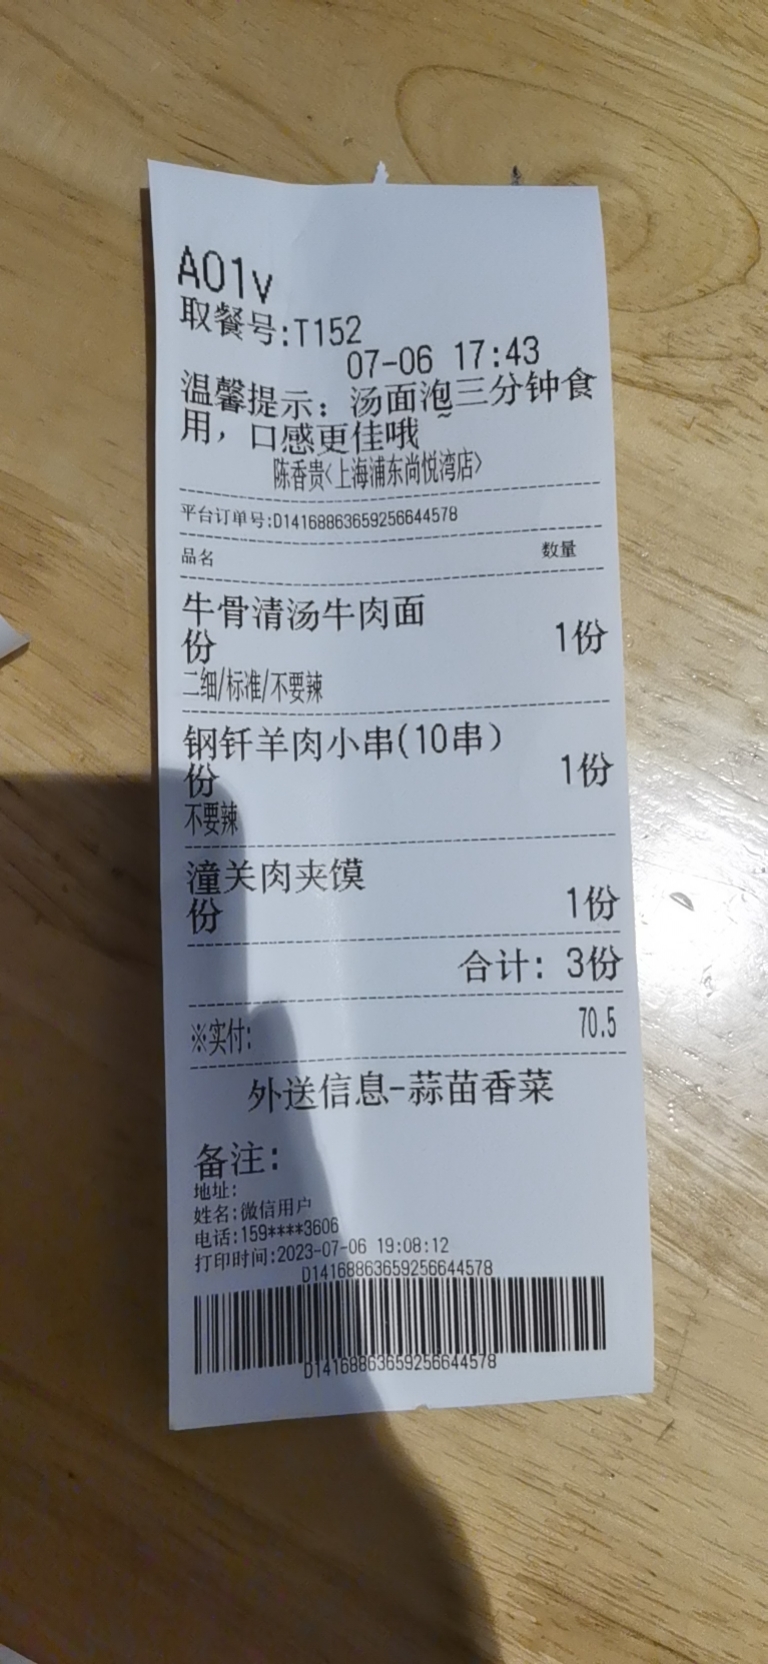 A01v
取餐号:T152
07-06 17:43
温馨提示：汤面泡三分钟食
用，口感更佳哦~
陈香贵<上海浦东尚悦湾店>
平台订单号:D14168863659256644578
品名 数量
牛骨清汤牛肉面
份 1份
二细/标准/不要辣
钢钎羊肉小串(10串）
份 1份
不要辣
潼关肉夹馍
份 1份
合计: 3份
※实付: 70.5
外送信息-蒜苗香菜
备注:
地址:
姓名:微信用户
电话:159****3606
打印时间:2023-07-06 19:08:12
D14168863659256644578
D14168863659256644578